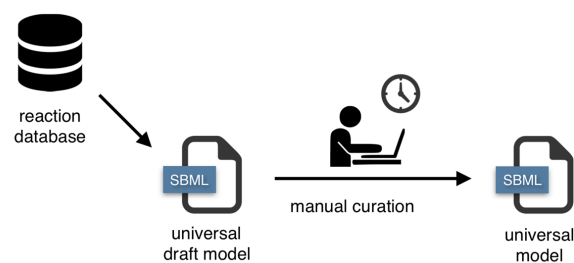 reaction
database
SBML
universal
draft model
manual curation
SBML
universal
model